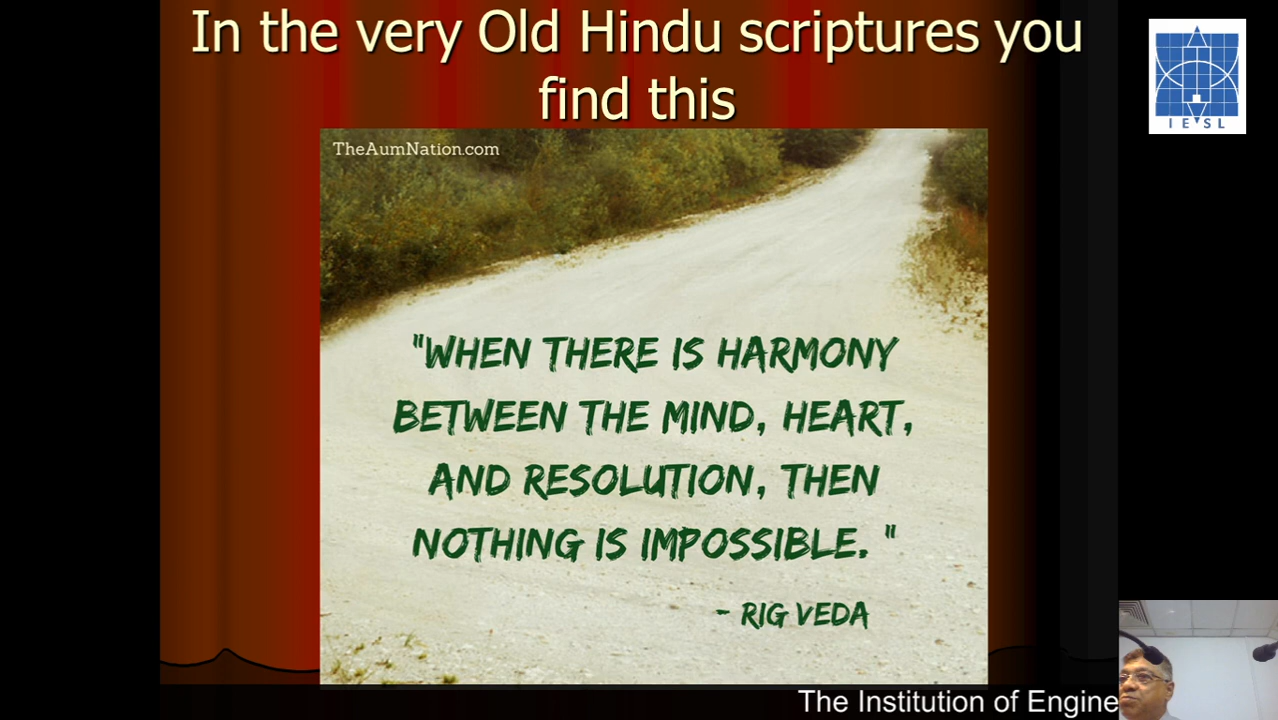 In the very Old Hindu scriptures you
find this
IESL
TheAumNation.com
"WHEN THERE IS HARMONY
BETWEEN THE MIND, HEART,
AND RESOLUTION, THEN
NOTHING IS IMPOSSIBLE. "
- RIG VEDA
The Institution of Engine